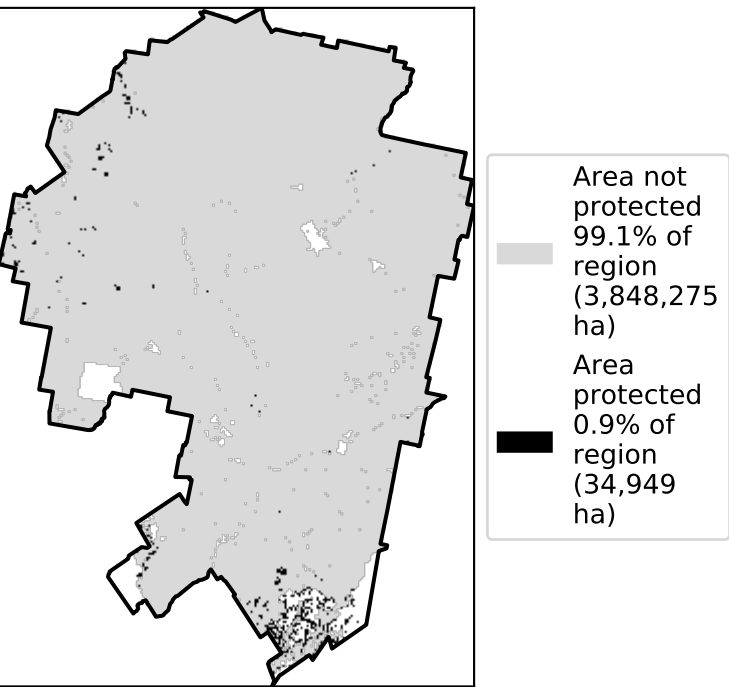 Area not
protected
99.1% of
region
(3,848,275
ha)
Area
protected
0.9% of
region
(34,949
ha)